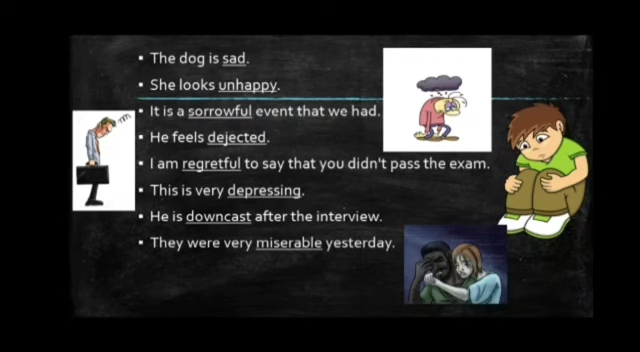 ▪ The dog is sad.
▪ She looks unhappy.
▪ It is a sorrowful event that we had.
▪ He feels dejected.
▪ I am regretful to say that you didn't pass the exam.
▪ This is very depressing.
▪ He is downcast after the interview.
▪ They were very miserable yesterday.